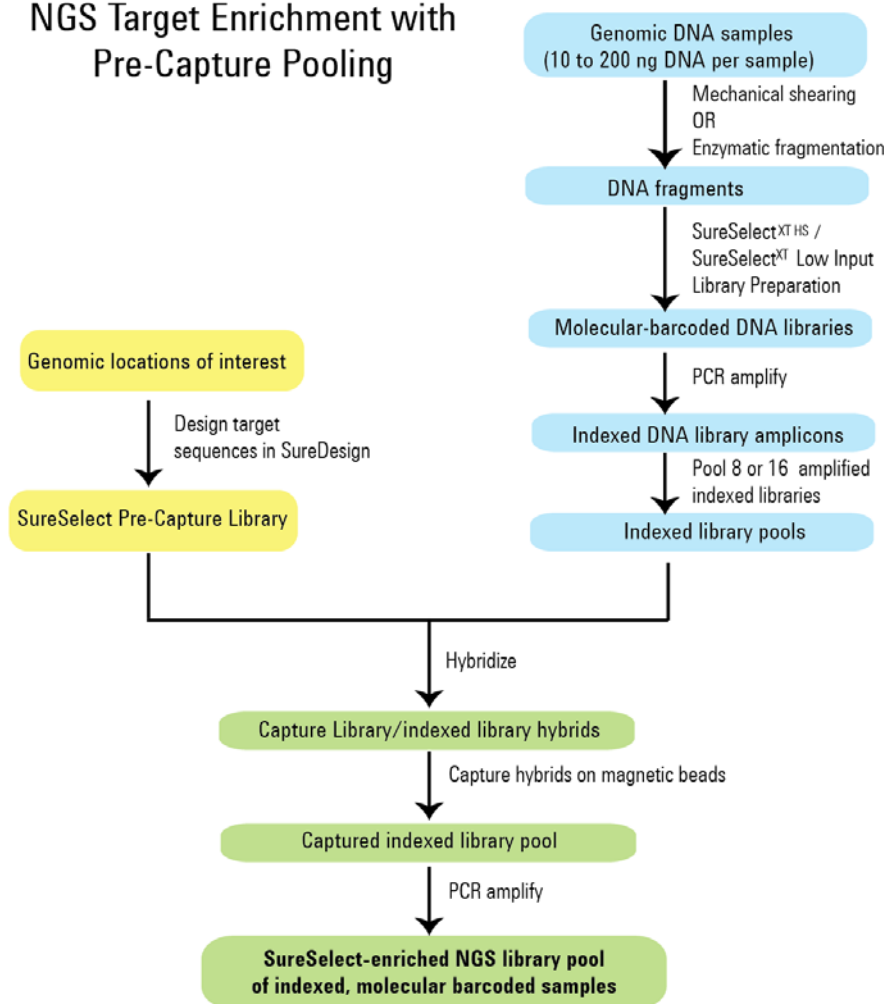 NGS Target Enrichment with
Pre-Capture Pooling
Genomic DNA samples
(10 to 200 ng DNA per sample)
Mechanical shearing
OR
Enzymatic fragmentation
DNA fragments
SureSelectXT HS /
SureSelectXT Low Input
Library Preparation
Molecular-barcoded DNA libraries
PCR amplify
Indexed DNA library amplicons
Pool 8 or 16 amplified
indexed libraries
Indexed library pools
Genomic locations of interest
Design target
sequences in SureDesign
SureSelect Pre-Capture Library
Hybridize
Capture Library/indexed library hybrids
Capture hybrids on magnetic beads
Captured indexed library pool
PCR amplify
SureSelect-enriched NGS library pool
of indexed, molecular barcoded samples